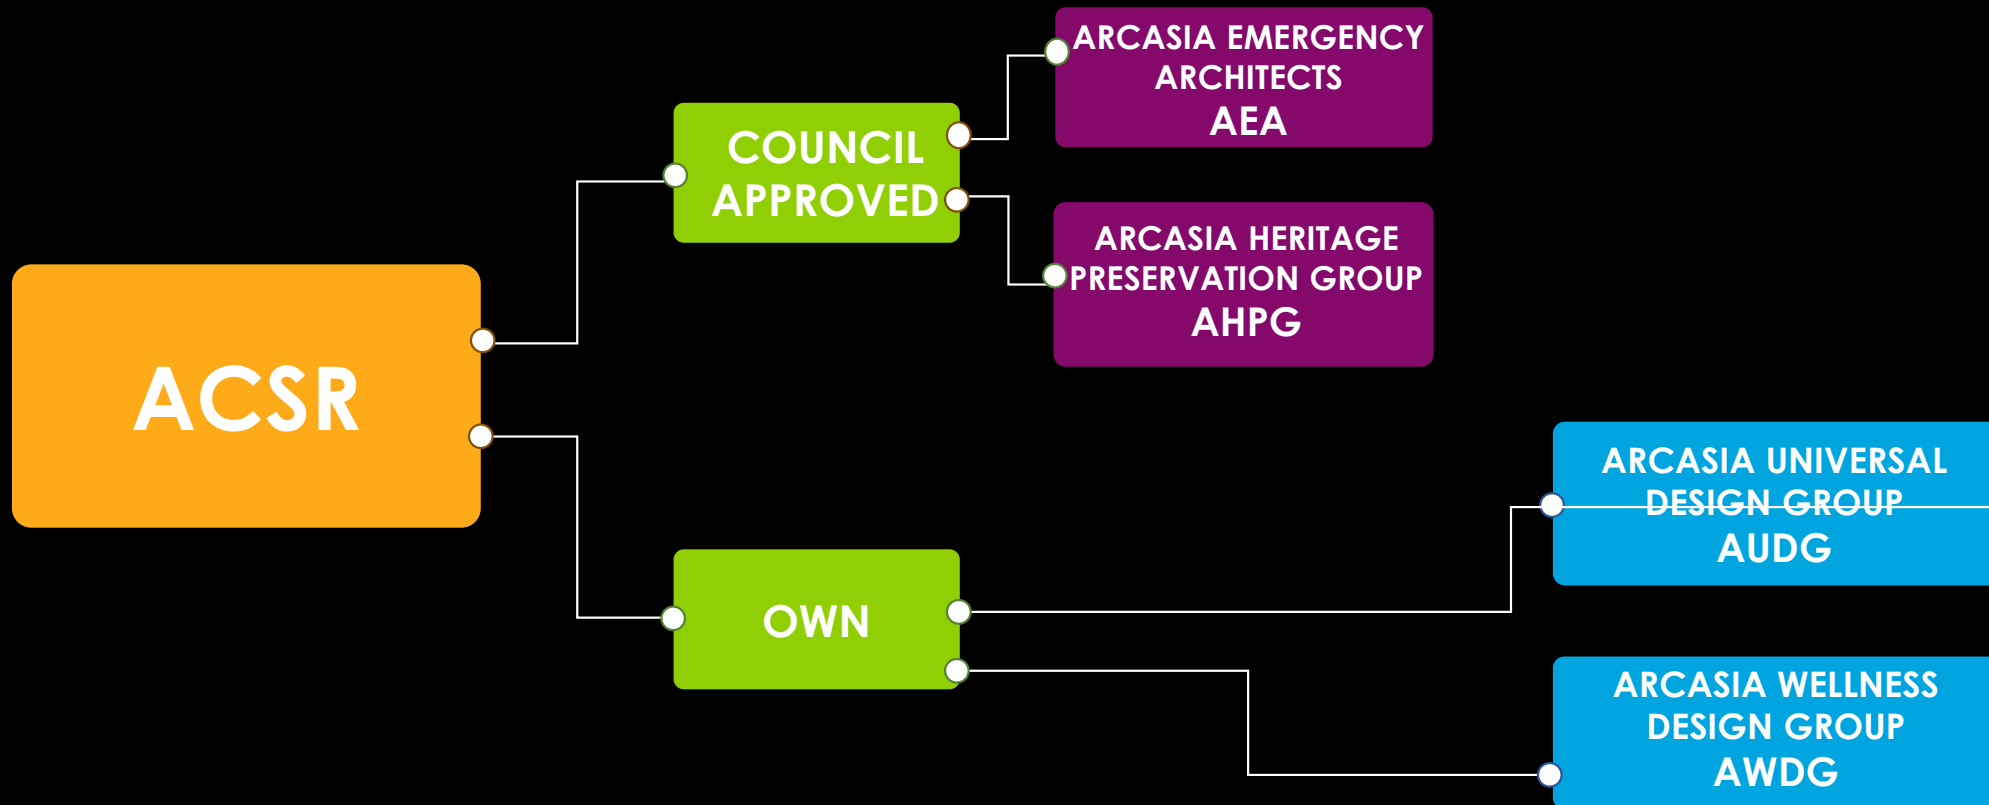 ACSR
COUNCIL
APPROVED
ARCASIA EMERGENCY
ARCHITECTS
AEA
ARCASIA HERITAGE
PRESERVATION GROUP
AHPG
OWN
ARCASIA UNIVERSAL
DESIGN GROUP
AUDG
ARCASIA WELLNESS
DESIGN GROUP
AWDG